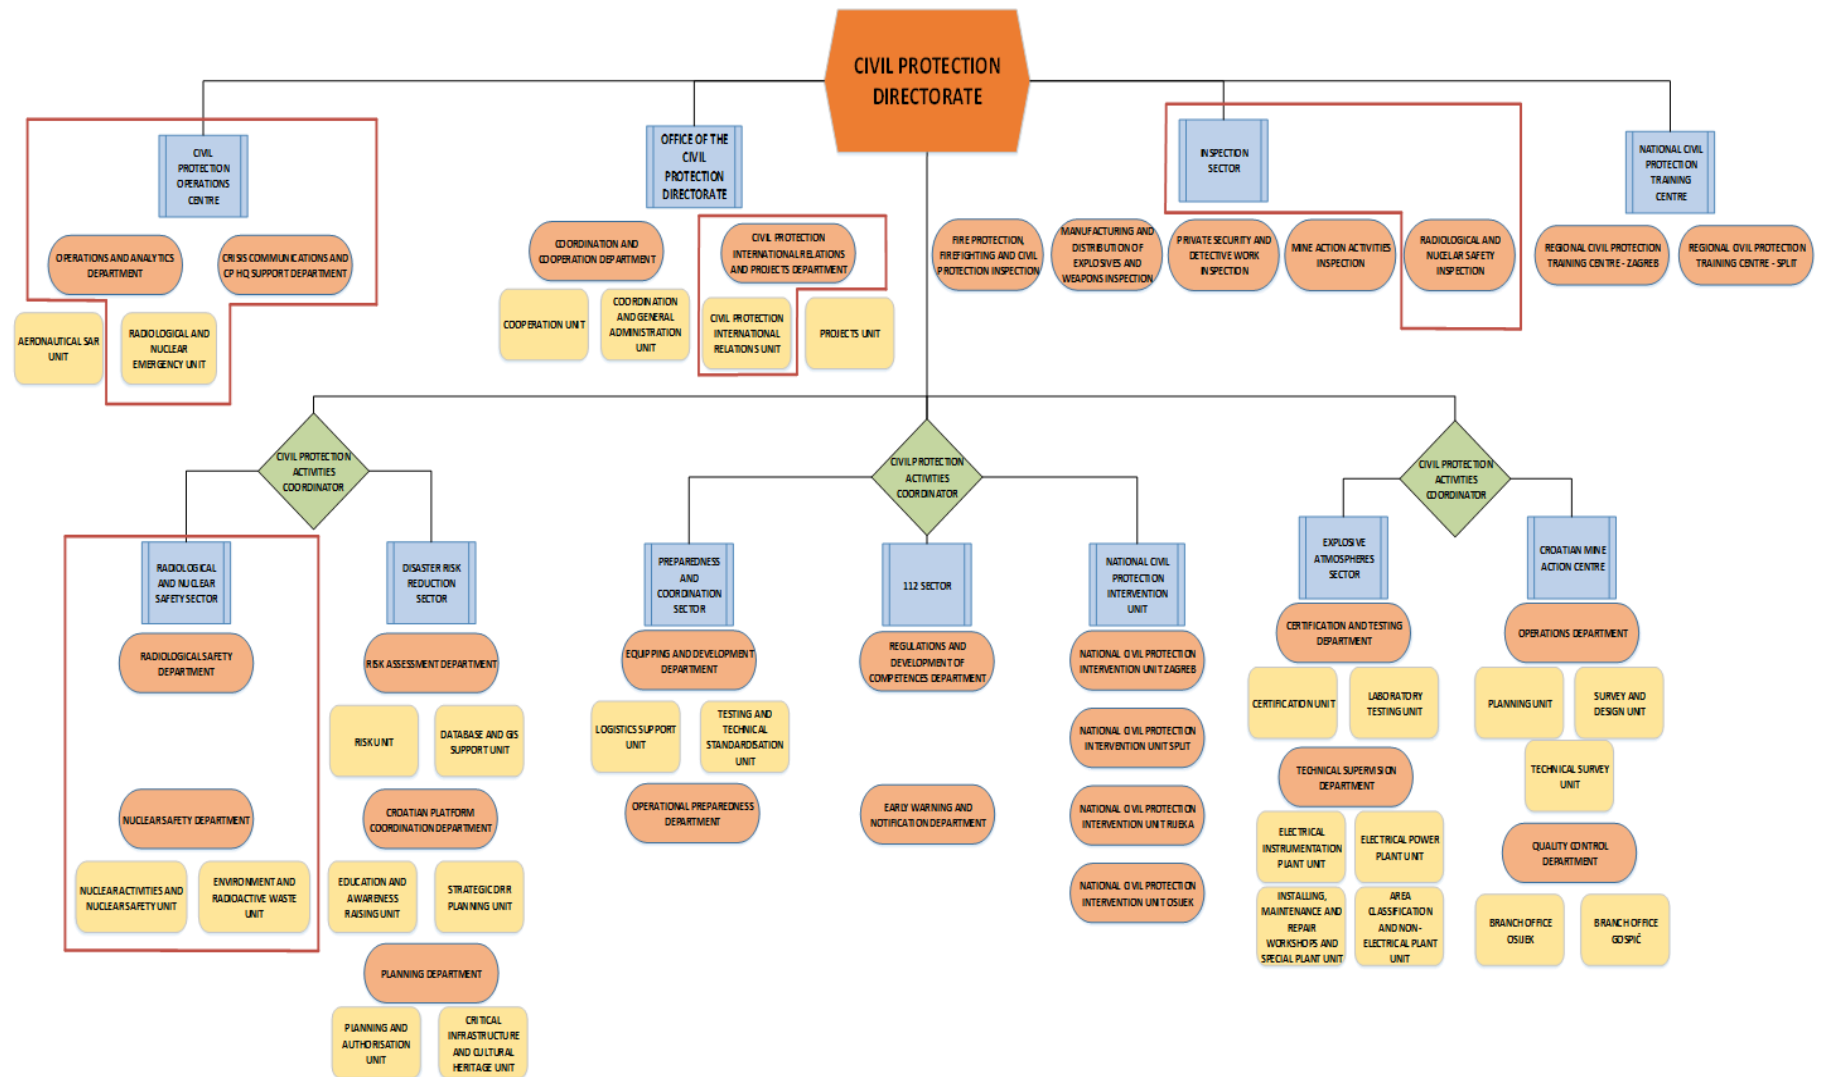 CIVIL PROTECTION
DIRECTORATE
CIVIL
PROTECTION
OPERATIONS
CENTRE
OFFICE OF THE
CIVIL
PROTECTION
DIRECTORATE
INSPECTION
SECTOR
NATIONAL CIVIL
PROTECTION
TRAINING
CENTRE
OPERATIONS AND ANALYTICS
DEPARTMENT
CRISIS COMMUNICATIONS AND
CP HQ SUPPORT DEPARTMENT
COORDINATION AND
COOPERATION DEPARTMENT
CIVIL PROTECTION
INTERNATIONAL RELATIONS
AND PROJECTS DEPARTMENT
FIRE PROTECTION,
FIREFIGHTING AND CIVIL
PROTECTION INSPECTION
MANUFACTURING AND
DISTRIBUTION OF
EXPLOSIVES AND
WEAPONS INSPECTION
PRIVATE SECURITY AND
DETECTIVE WORK
INSPECTION
MINE ACTION ACTIVITIES
INSPECTION
RADIOLOGICAL AND
NUCELAR SAFETY
INSPECTION
REGIONAL CIVIL PROTECTION
TRAINING CENTRE - ZAGREB
REGIONAL CIVIL PROTECTION
TRAINING CENTRE - SPLIT
AERONAUTICAL SAR
UNIT
RADIOLOGICAL AND
NUCLEAR
EMERGENCY UNIT
COOPERATION UNIT
COORDINATION
AND GENERAL
ADMINISTRATION
UNIT
CIVIL PROTECTION
INTERNATIONAL
RELATIONS UNIT
PROJECTS UNIT
CIVIL PROTECTION
ACTIVITIES
COORDINATOR
CIVIL PROTECTION
ACTIVITIES
COORDINATOR
CIVIL PROTECTION
ACTIVITIES
COORDINATOR
RADIOLOGICAL
AND NUCLEAR
SAFETY SECTOR
DISASTER RISK
REDUCTION
SECTOR
PREPAREDNESS
AND
COORDINATION
SECTOR
112 SECTOR
NATIONAL CIVIL
PROTECTION
INTERVENTION
UNIT
EXPLOSIVE
ATMOSPHERES
SECTOR
CROATIAN MINE
ACTION CENTRE
RADIOLOGICAL SAFETY
DEPARTMENT
NUCLEAR SAFETY DEPARTMENT
NUCLEAR ACTIVITIES AND
NUCLEAR SAFETY UNIT
ENVIRONMENT AND
RADIOACTIVE WASTE
UNIT
RISK ASSESSMENT DEPARTMENT
RISK UNIT
DATABASE AND GIS
SUPPORT UNIT
CROATIAN PLATFORM
COORDINATION DEPARTMENT
EDUCATION AND
AWARENESS
RAISING UNIT
STRATEGIC DRR
PLANNING UNIT
PLANNING DEPARTMENT
PLANNING AND
AUTHORISATION
UNIT
CRITICAL
INFRASTRUCTURE
AND CULTURAL
HERITAGE UNIT
EQUIPPING AND DEVELOPMENT
DEPARTMENT
LOGISTICS SUPPORT
UNIT
TESTING AND
TECHNICAL
STANDARDISATION
UNIT
OPERATIONAL PREPAREDNESS
DEPARTMENT
REGULATIONS AND
DEVELOPMENT OF
COMPETENCES DEPARTMENT
EARLY WARNING AND
NOTIFICATION DEPARTMENT
NATIONAL CIVIL PROTECTION
INTERVENTION UNIT ZAGREB
NATIONAL CIVIL PROTECTION
INTERVENTION UNIT SPLIT
NATIONAL CIVIL PROTECTION
INTERVENTION UNIT RIJEKA
NATIONAL CIVIL PROTECTION
INTERVENTION UNIT OSIJEK
CERTIFICATION AND TESTING
DEPARTMENT
CERTIFICATION UNIT
LABORATORY
TESTING UNIT
TECHNICAL SUPERVISION
DEPARTMENT
ELECTRICAL
INSTRUMENTATION
PLANT UNIT
ELECTRICAL POWER
PLANT UNIT
INSTALLING,
MAINTENANCE AND
REPAIR
WORKSHOPS AND
SPECIAL PLANT UNIT
AREA
CLASSIFICATION
AND NON-
ELECTRICAL PLANT
UNIT
OPERATIONS DEPARTMENT
PLANNING UNIT
SURVEY AND
DESIGN UNIT
TECHNICAL SURVEY
UNIT
QUALITY CONTROL
DEPARTMENT
BRANCH OFFICE
OSIJEK
BRANCH OFFICE
GOSPIĆ